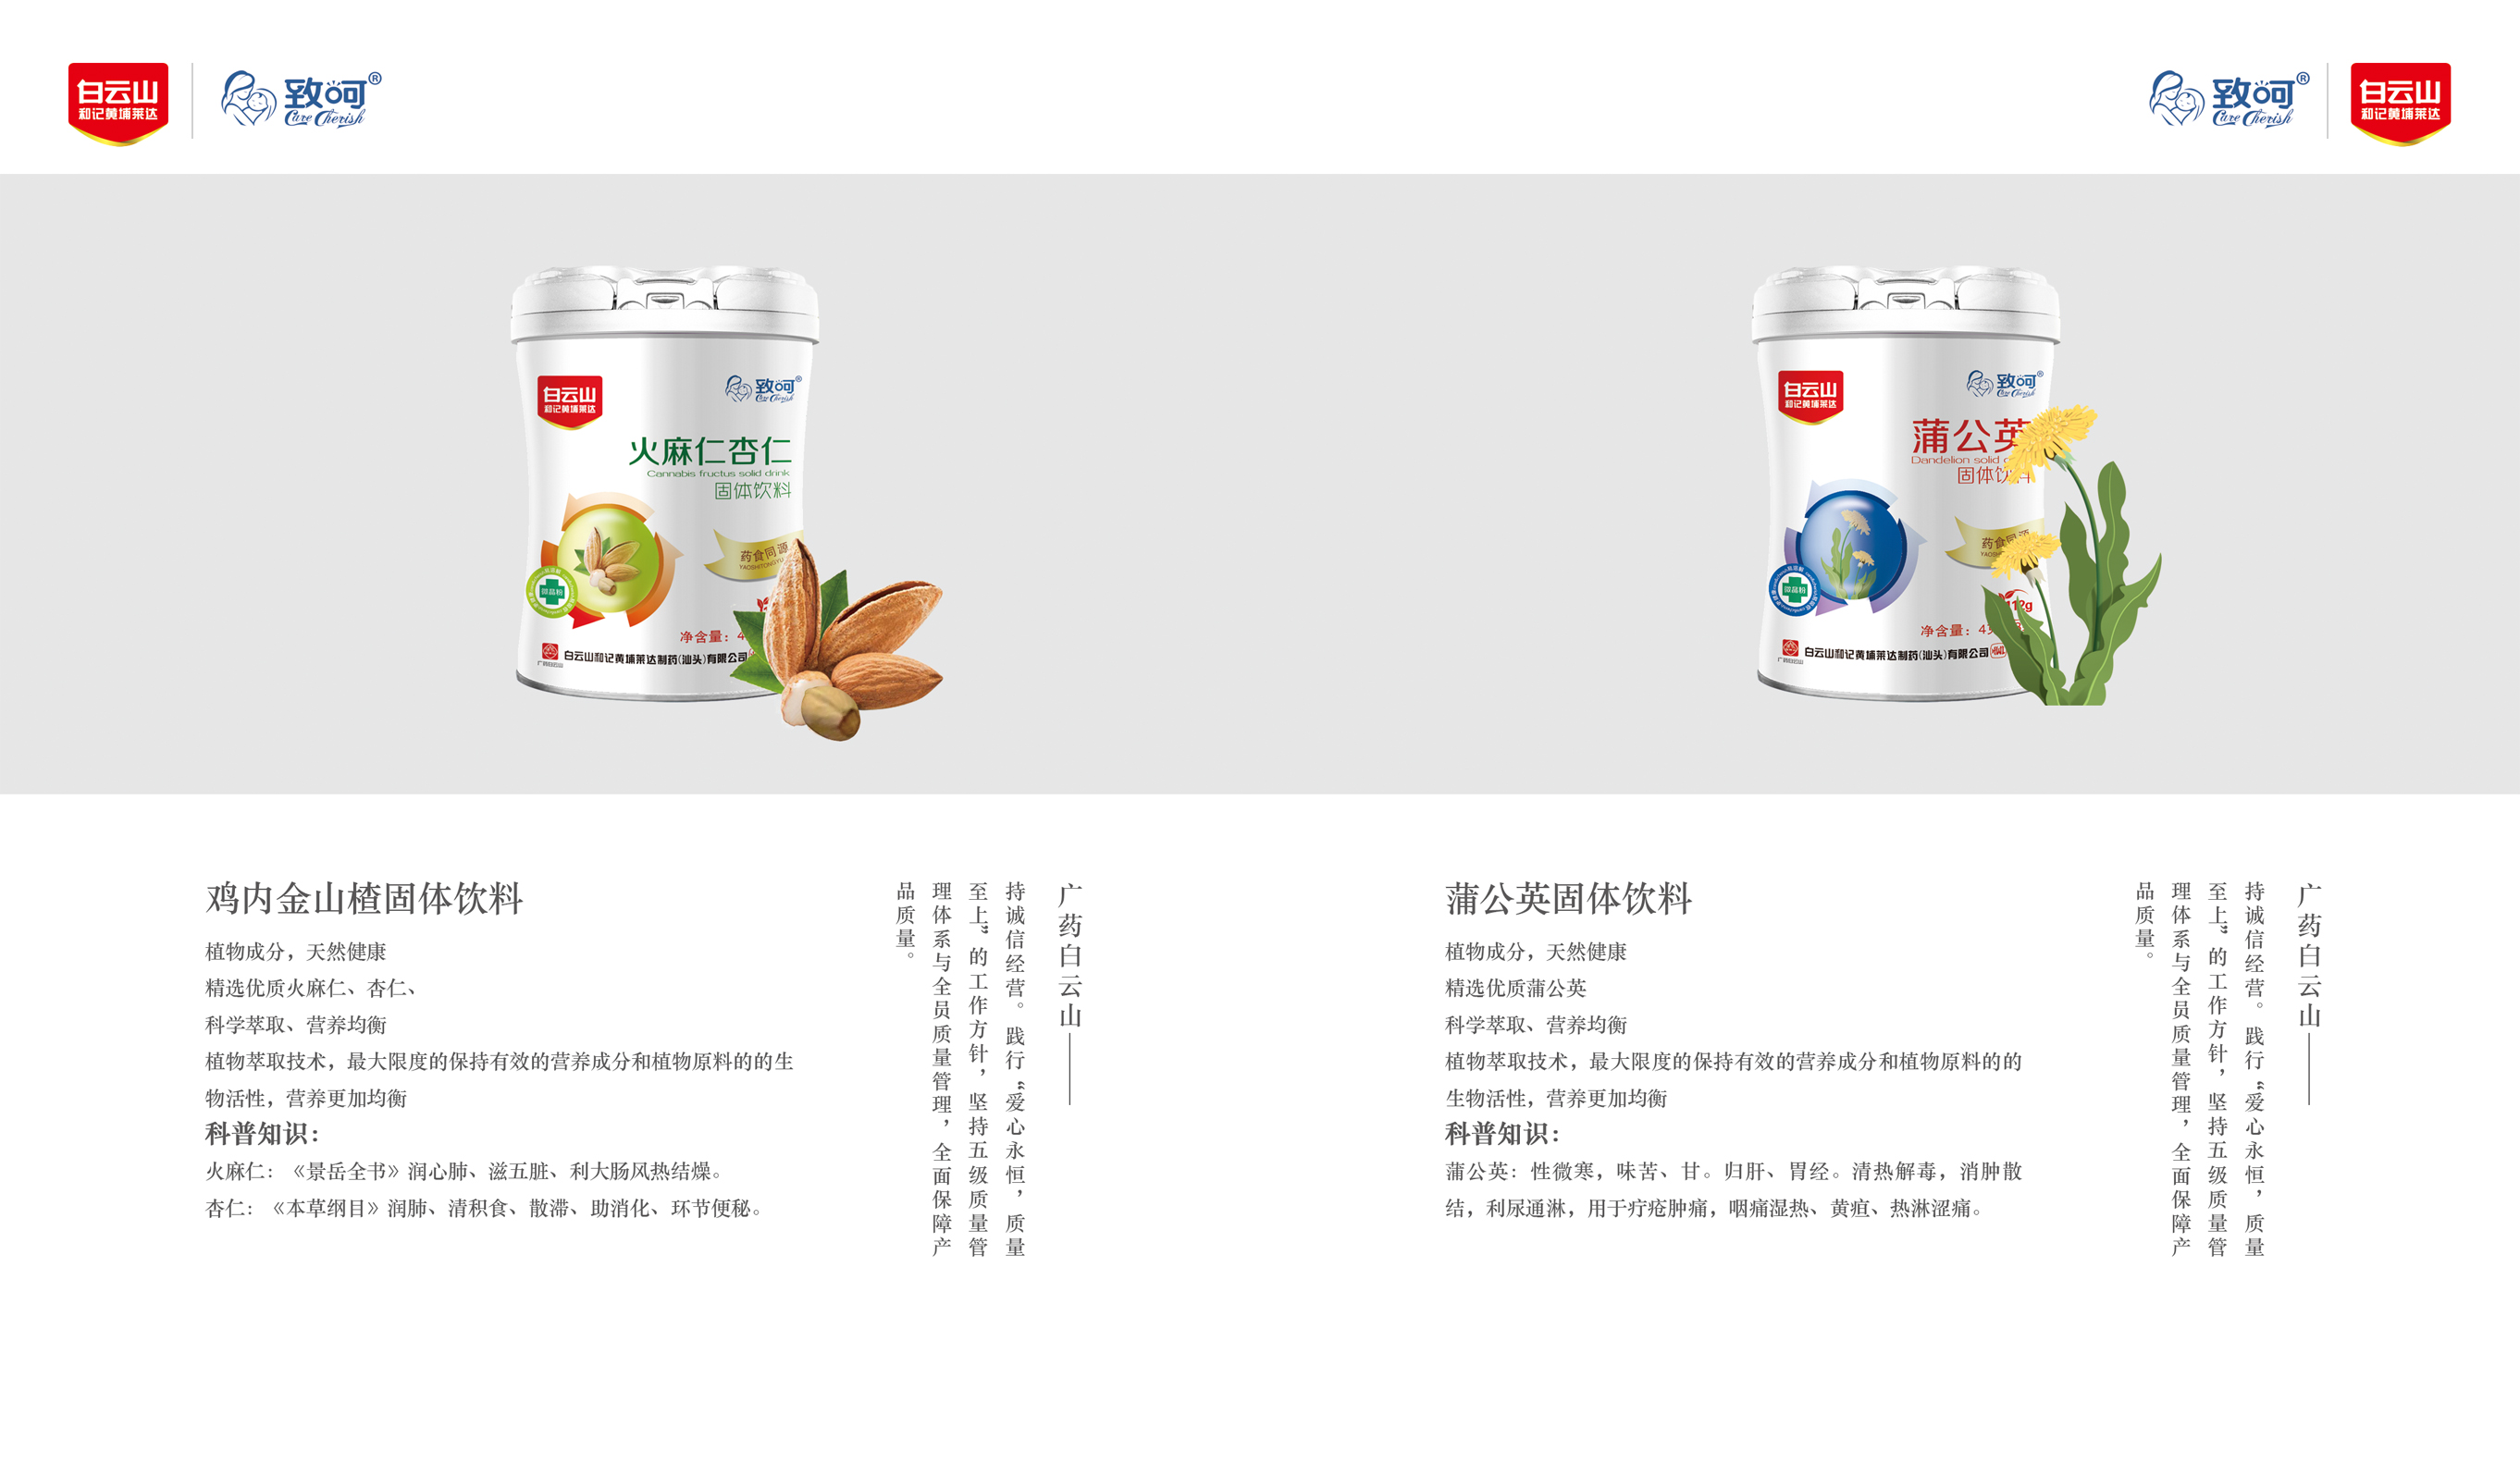 白云山
和记黄埔莱达
致呵®
Care Cherish
致呵®
Care Cherish
白云山
和记黄埔莱达
白云山
和记黄埔莱达
致呵®
Care Cherish
火麻仁杏仁
Cannabis fructus solid drink
固体饮料
药食同源
微晶粉
净含量：4
白云山和记黄埔莱达制药(汕头)有限公司
白云山
和记黄埔莱达
致呵®
Care Cherish
蒲公英
Dandelion solid
固体饮料
药食同源
微晶粉
112g
净含量：4
白云山和记黄埔莱达制药(汕头)有限公司
鸡内金山楂固体饮料
植物成分，天然健康
精选优质火麻仁、杏仁、
科学萃取、营养均衡
植物萃取技术，最大限度的保持有效的营养成分和植物原料的的生
物活性，营养更加均衡
科普知识：
火麻仁：《景岳全书》润心肺、滋五脏、利大肠风热结燥。
杏仁：《本草纲目》润肺、清积食、散滞、助消化、环节便秘。
广药白云山——
持诚信经营。践行“爱心永恒，质量
至上”的工作方针，坚持五级质量管
理体系与全员质量管理，全面保障产
品质量。
蒲公英固体饮料
植物成分，天然健康
精选优质蒲公英
科学萃取、营养均衡
植物萃取技术，最大限度的保持有效的营养成分和植物原料的的
生物活性，营养更加均衡
科普知识：
蒲公英：性微寒，味苦、甘。归肝、胃经。清热解毒，消肿散
结，利尿通淋，用于疔疮肿痛，咽痛湿热、黄疸、热淋涩痛。
广药白云山——
持诚信经营。践行“爱心永恒，质量
至上”的工作方针，坚持五级质量管
理体系与全员质量管理，全面保障产
品质量。